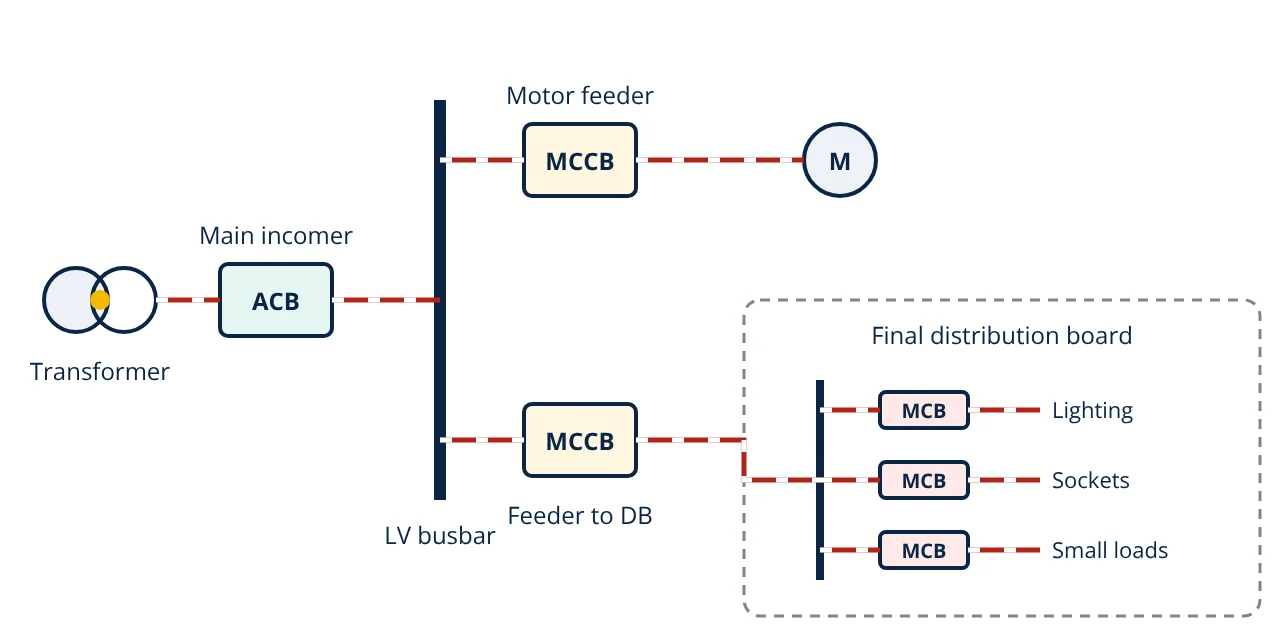 Motor feeder
MCCB
M
Main incomer
ACB
Transformer
Final distribution board
MCB
Lighting
MCCB
MCB
Sockets
Feeder to DB
LV busbar
MCB
Small loads